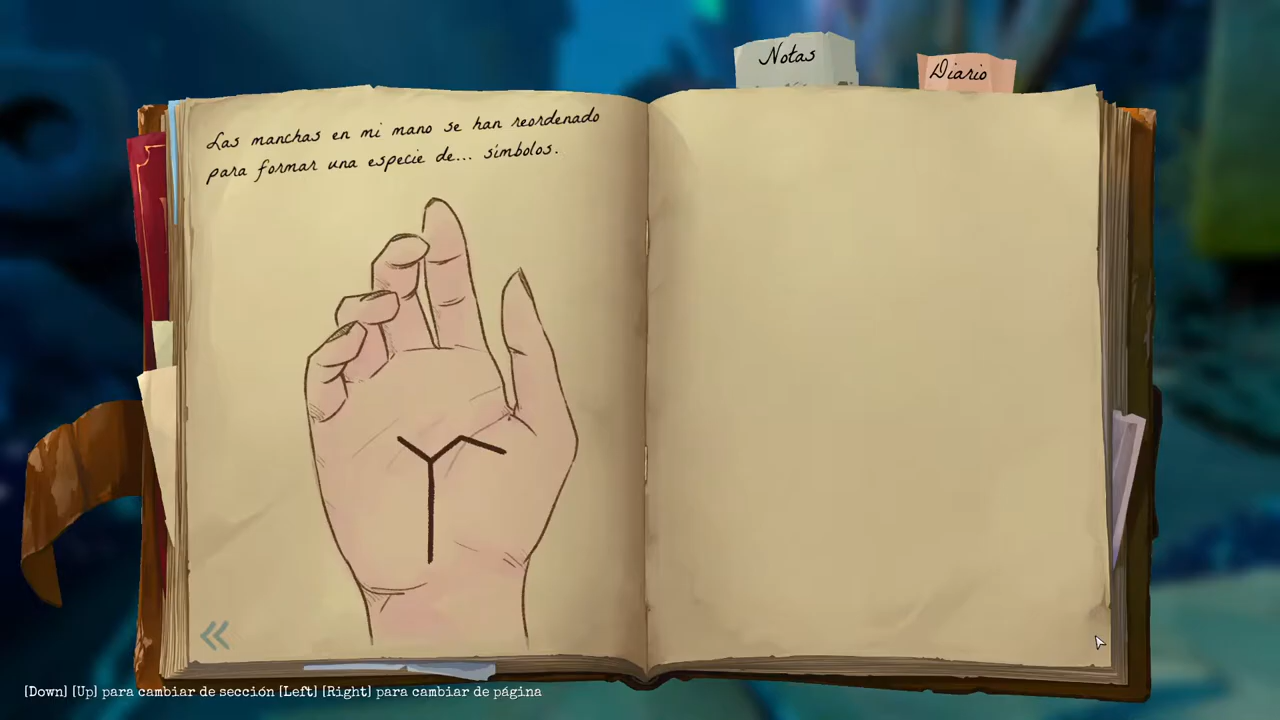 Notas
Diario
Las manchas en mi mano se han reordenado
para formar una especie de... símbolos.
[Down] [Up] para cambiar de sección [Left] [Right] para cambiar de página